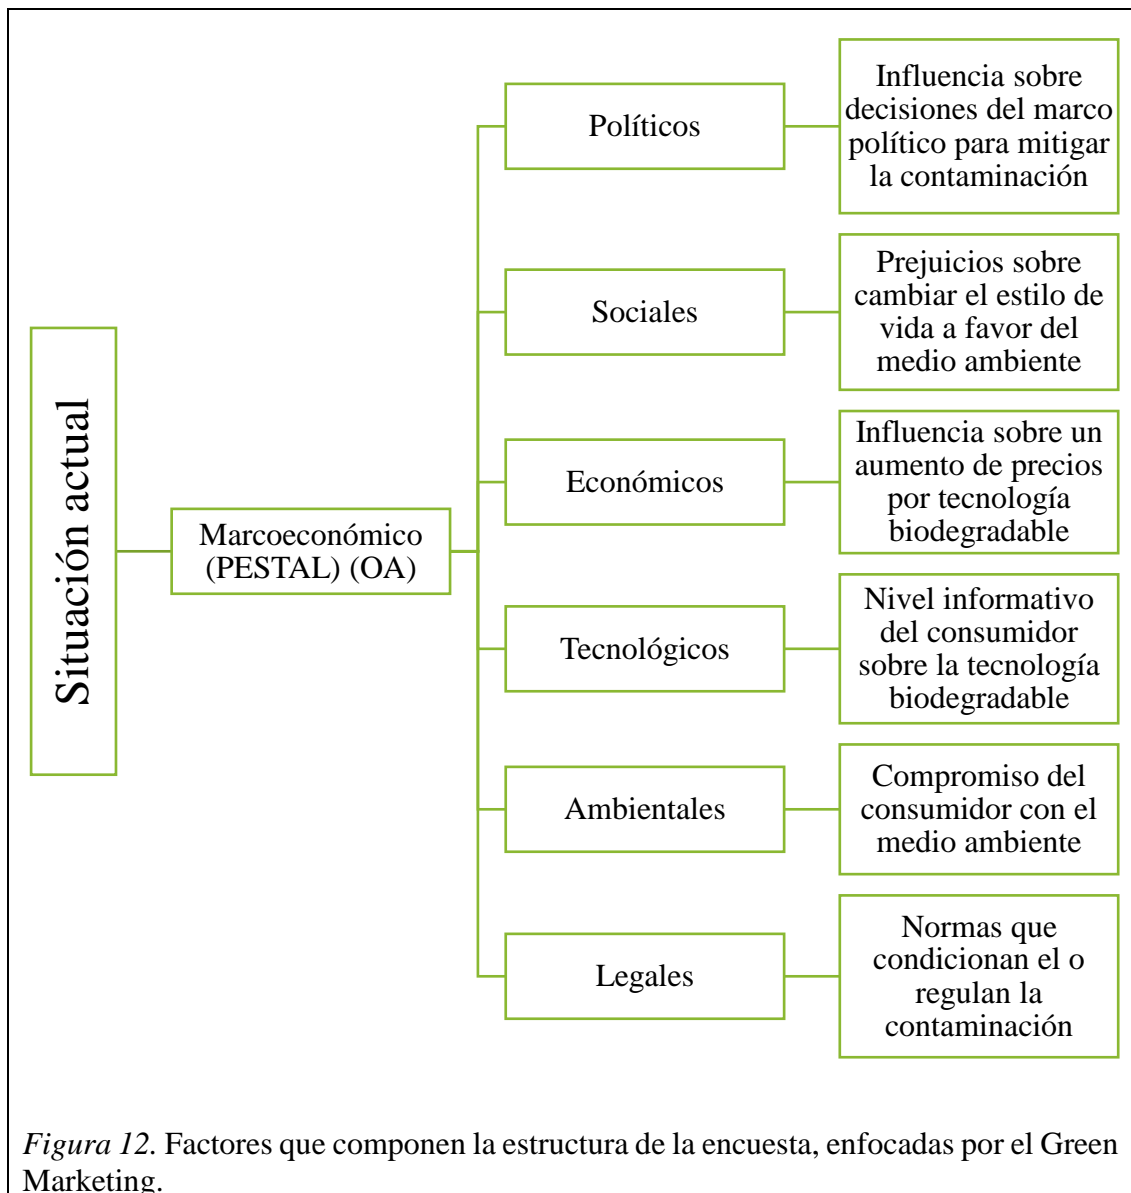 Situación actual
Marcoeconómico
(PESTAL) (OA)
Políticos
Influencia sobre
decisiones del marco
político para mitigar
la contaminación
Sociales
Prejuicios sobre
cambiar el estilo de
vida a favor del
medio ambiente
Económicos
Influencia sobre un
aumento de precios
por tecnología
biodegradable
Tecnológicos
Nivel informativo
del consumidor
sobre la tecnología
biodegradable
Ambientales
Compromiso del
consumidor con el
medio ambiente
Legales
Normas que
condicionan el o
regulan la
contaminación
Figura 12. Factores que componen la estructura de la encuesta, enfocadas por el Green
Marketing.